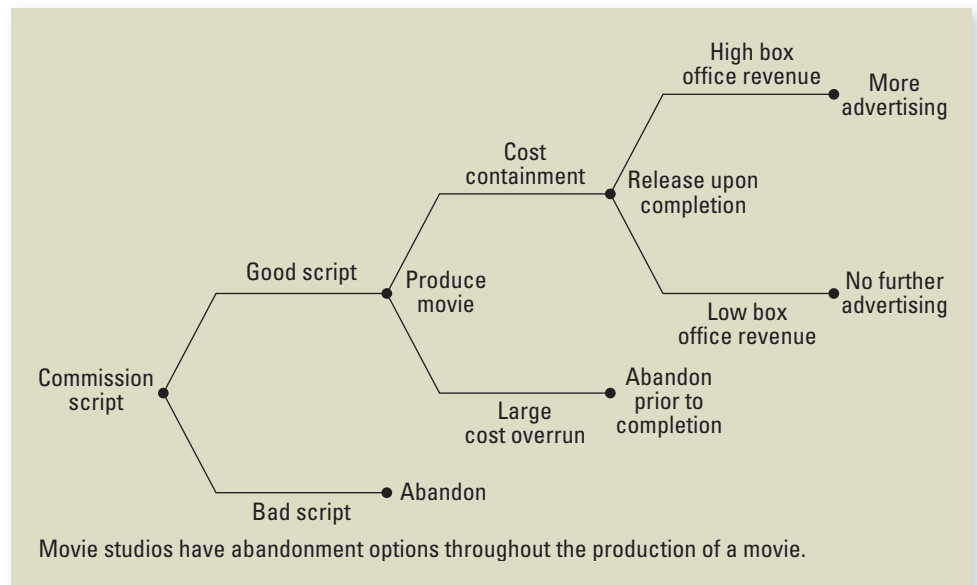 High box
office revenue
More
advertising
Cost
containment
Release upon
completion
Good script
Produce
movie
No further
advertising
Low box
office revenue
Commission
script
Abandon
prior to
completion
Large
cost overrun
Abandon
Bad script
Movie studios have abandonment options throughout the production of a movie.